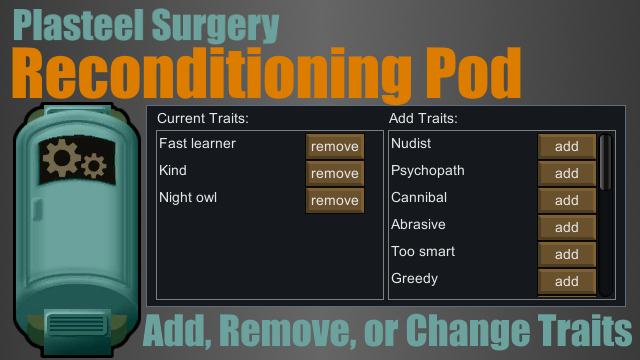 Plasteel Surgery
Reconditioning Pod
Current Traits:
Fast learner remove
Kind remove
Night owl remove
Add Traits:
Nudist add
Psychopath add
Cannibal add
Abrasive add
Too smart add
Greedy add
Add, Remove, or Change Traits